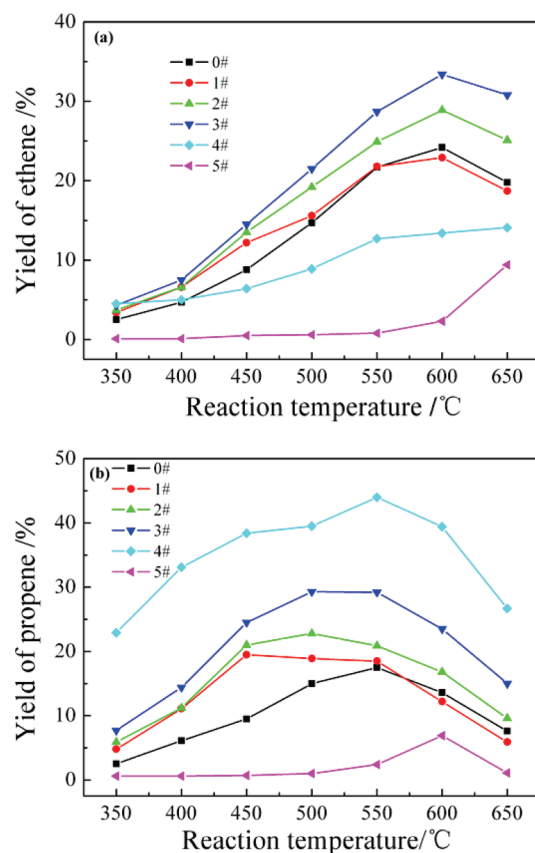 (a)
0#
1#
2#
3#
4#
5#
Yield of ethene /%
40
30
20
10
0
350 400 450 500 550 600 650
Reaction temperature /℃
(b)
0#
1#
2#
3#
4#
5#
Yield of propene /%
50
40
30
20
10
0
350 400 450 500 550 600 650
Reaction temperature/℃